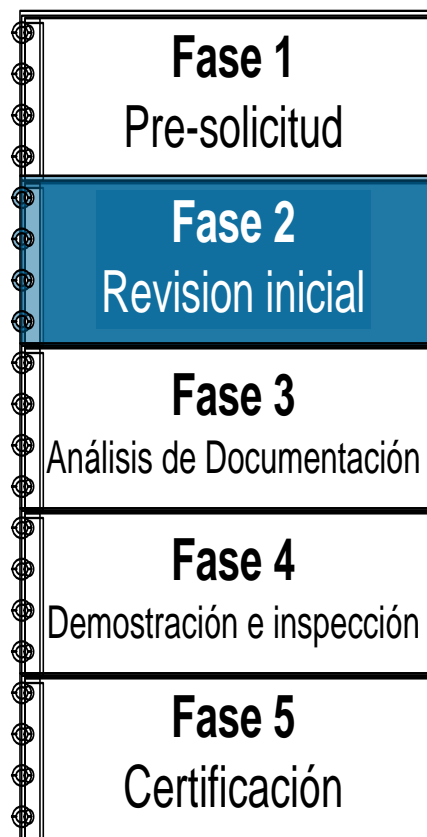 Fase 1
Pre-solicitud
Fase 2
Revision inicial
Fase 3
Análisis de Documentación
Fase 4
Demostración e inspección
Fase 5
Certificación